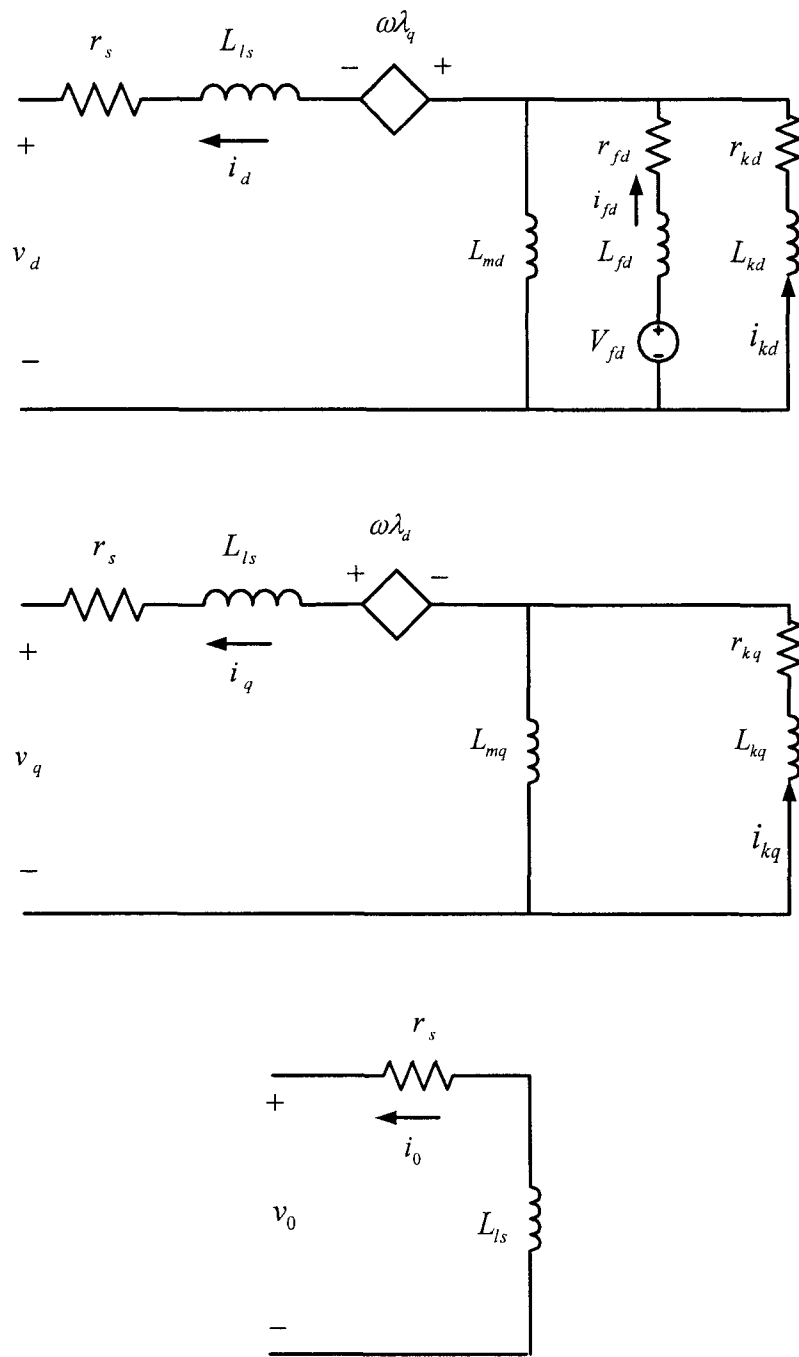 r_s L_ls − ωλ_q +
+ i_d r_fd r_kd
i_fd
v_d L_md L_fd L_kd
− V_fd + − i_kd
r_s L_ls + ωλ_d −
+ i_q r_kq
v_q L_mq L_kq
− i_kq
r_s
+ i_0
v_0 L_ls
−